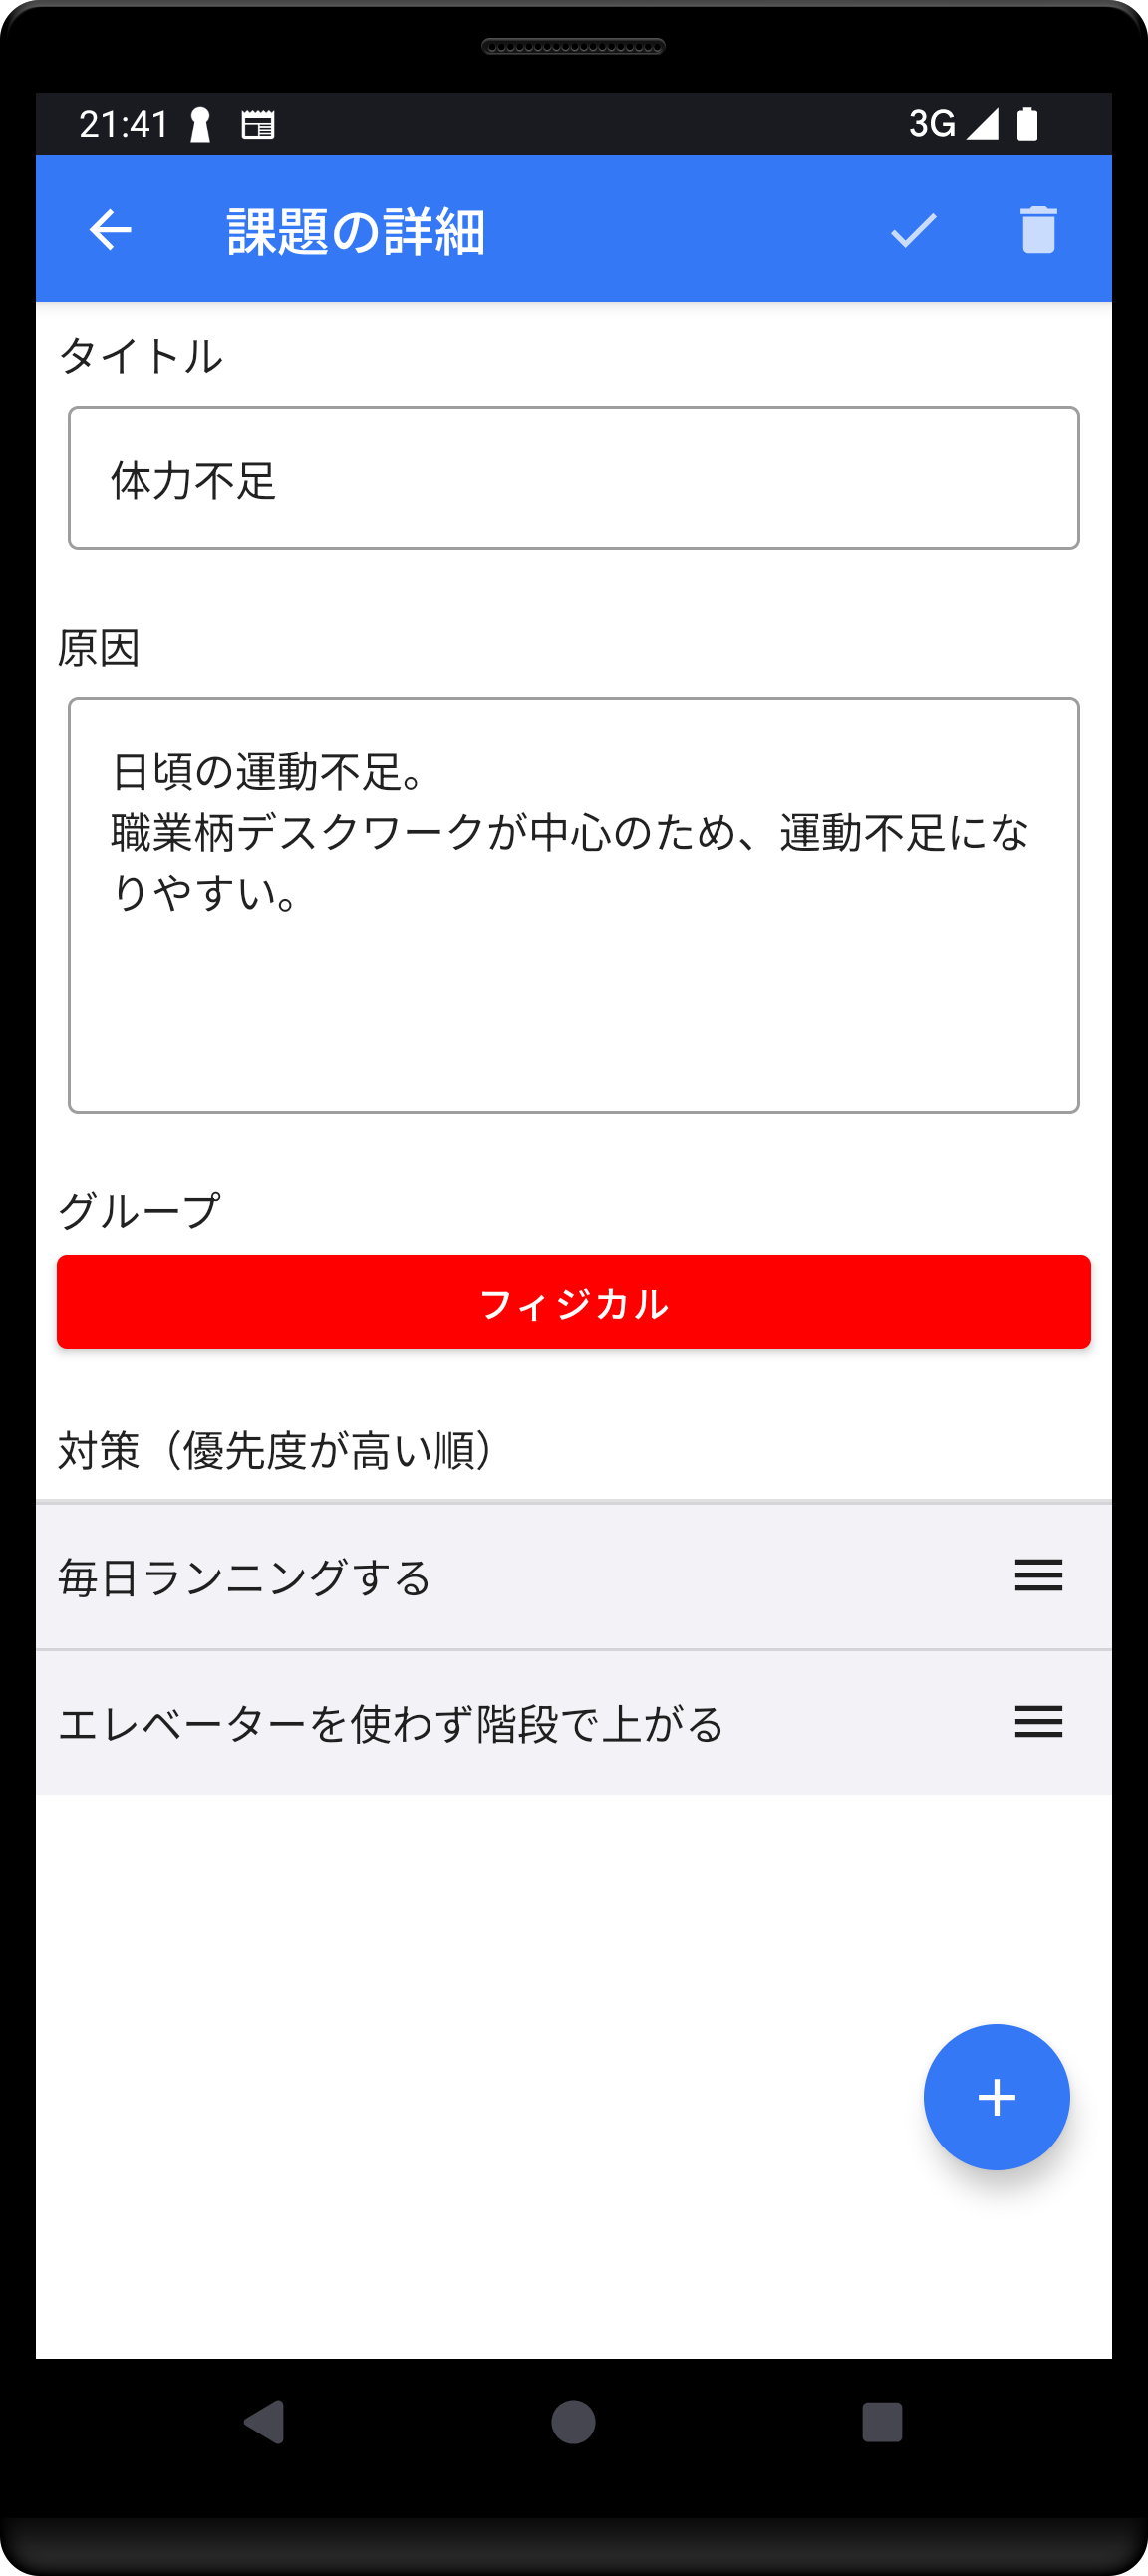 21:41
3G
課題の詳細
タイトル
体力不足
原因
日頃の運動不足。
職業柄デスクワークが中心のため、運動不足にな
りやすい。
グループ
フィジカル
対策（優先度が高い順）
毎日ランニングする
エレベーターを使わず階段で上がる